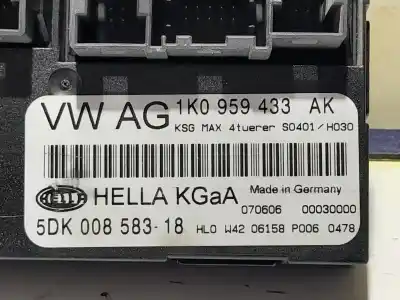 VW AG 1K0 959 433 AK
KSG MAX 4tuerer S0401/H030
HELLA HELLA KGaA Made in Germany
070606 00030000
5DK 008 583-18 HLO W42 06158 P006 0478